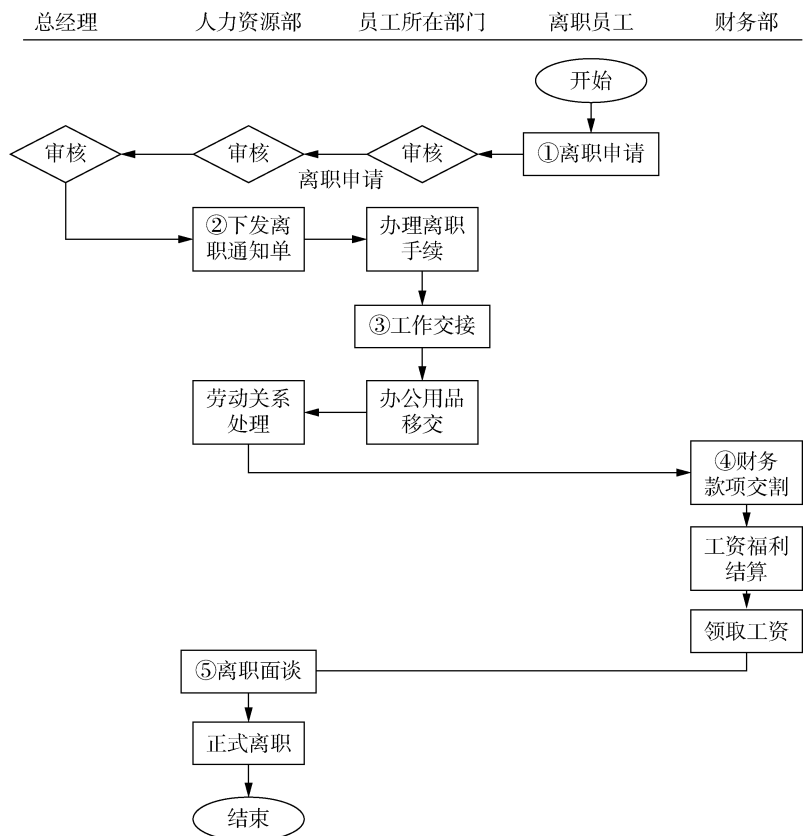 总经理 人力资源部 员工所在部门 离职员工 财务部
开始
审核 审核 审核 ①离职申请
离职申请
②下发离
职通知单
办理离职
手续
③工作交接
劳动关系
处理
办公用品
移交
④财务
款项交割
工资福利
结算
领取工资
⑤离职面谈
正式离职
结束